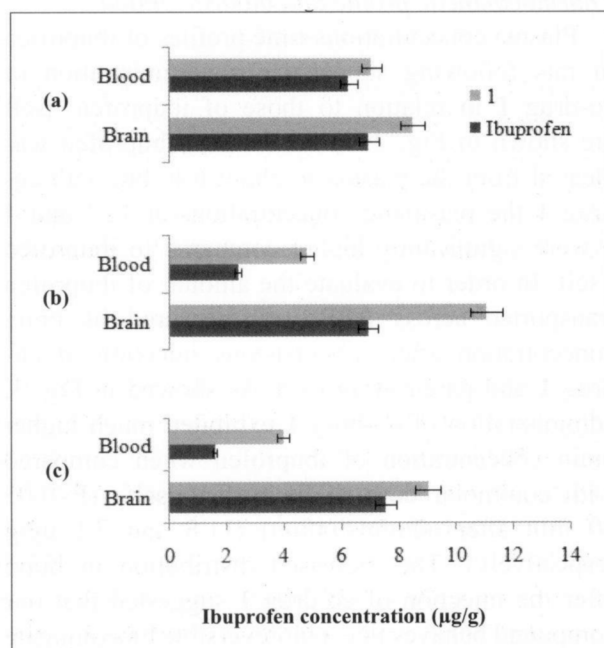 Blood
(a)
Brain
1
Ibuprofen
Blood
(b)
Brain
Blood
(c)
Brain
0 2 4 6 8 10 12 14
Ibuprofen concentration (µg/g)